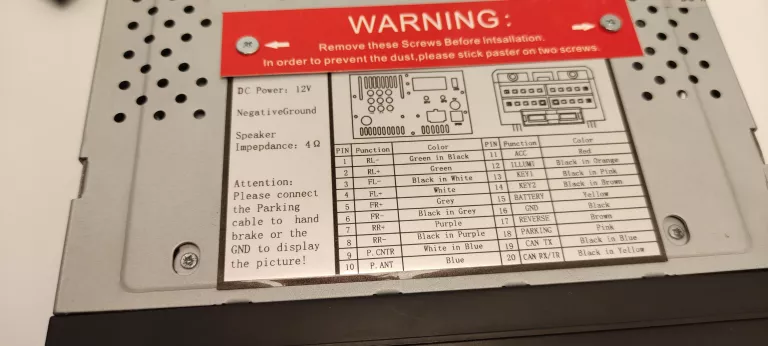 WARNING:
Remove these Screws Before Intsallation.
In order to prevent the dust,please stick paster on two screws.
DC Power: 12V
NegativeGround
Speaker
Impepdance: 4Ω
Attention:
Please connect
the Parking
cable to hand
brake or the
GND to display
the picture!
PIN Function Color
1 RL- Green in Black
2 RL+ Green
3 FL- Black in White
4 FL+ White
5 FR+ Grey
6 FR- Black in Grey
7 RR+ Purple
8 RR- Black in Purple
9 P.CNTR White in Blue
10 P.ANT Blue
PIN Function Color
11 ACC Red
12 ILLUMI Black in Orange
13 KEY1 Black in Pink
14 KEY2 Black in Brown
15 BATTERY Yellow
16 GND Black
17 REVERSE Brown
18 PARKING Pink
19 CAN TX Black in Blue
20 CAN RX/IR Black in Yellow